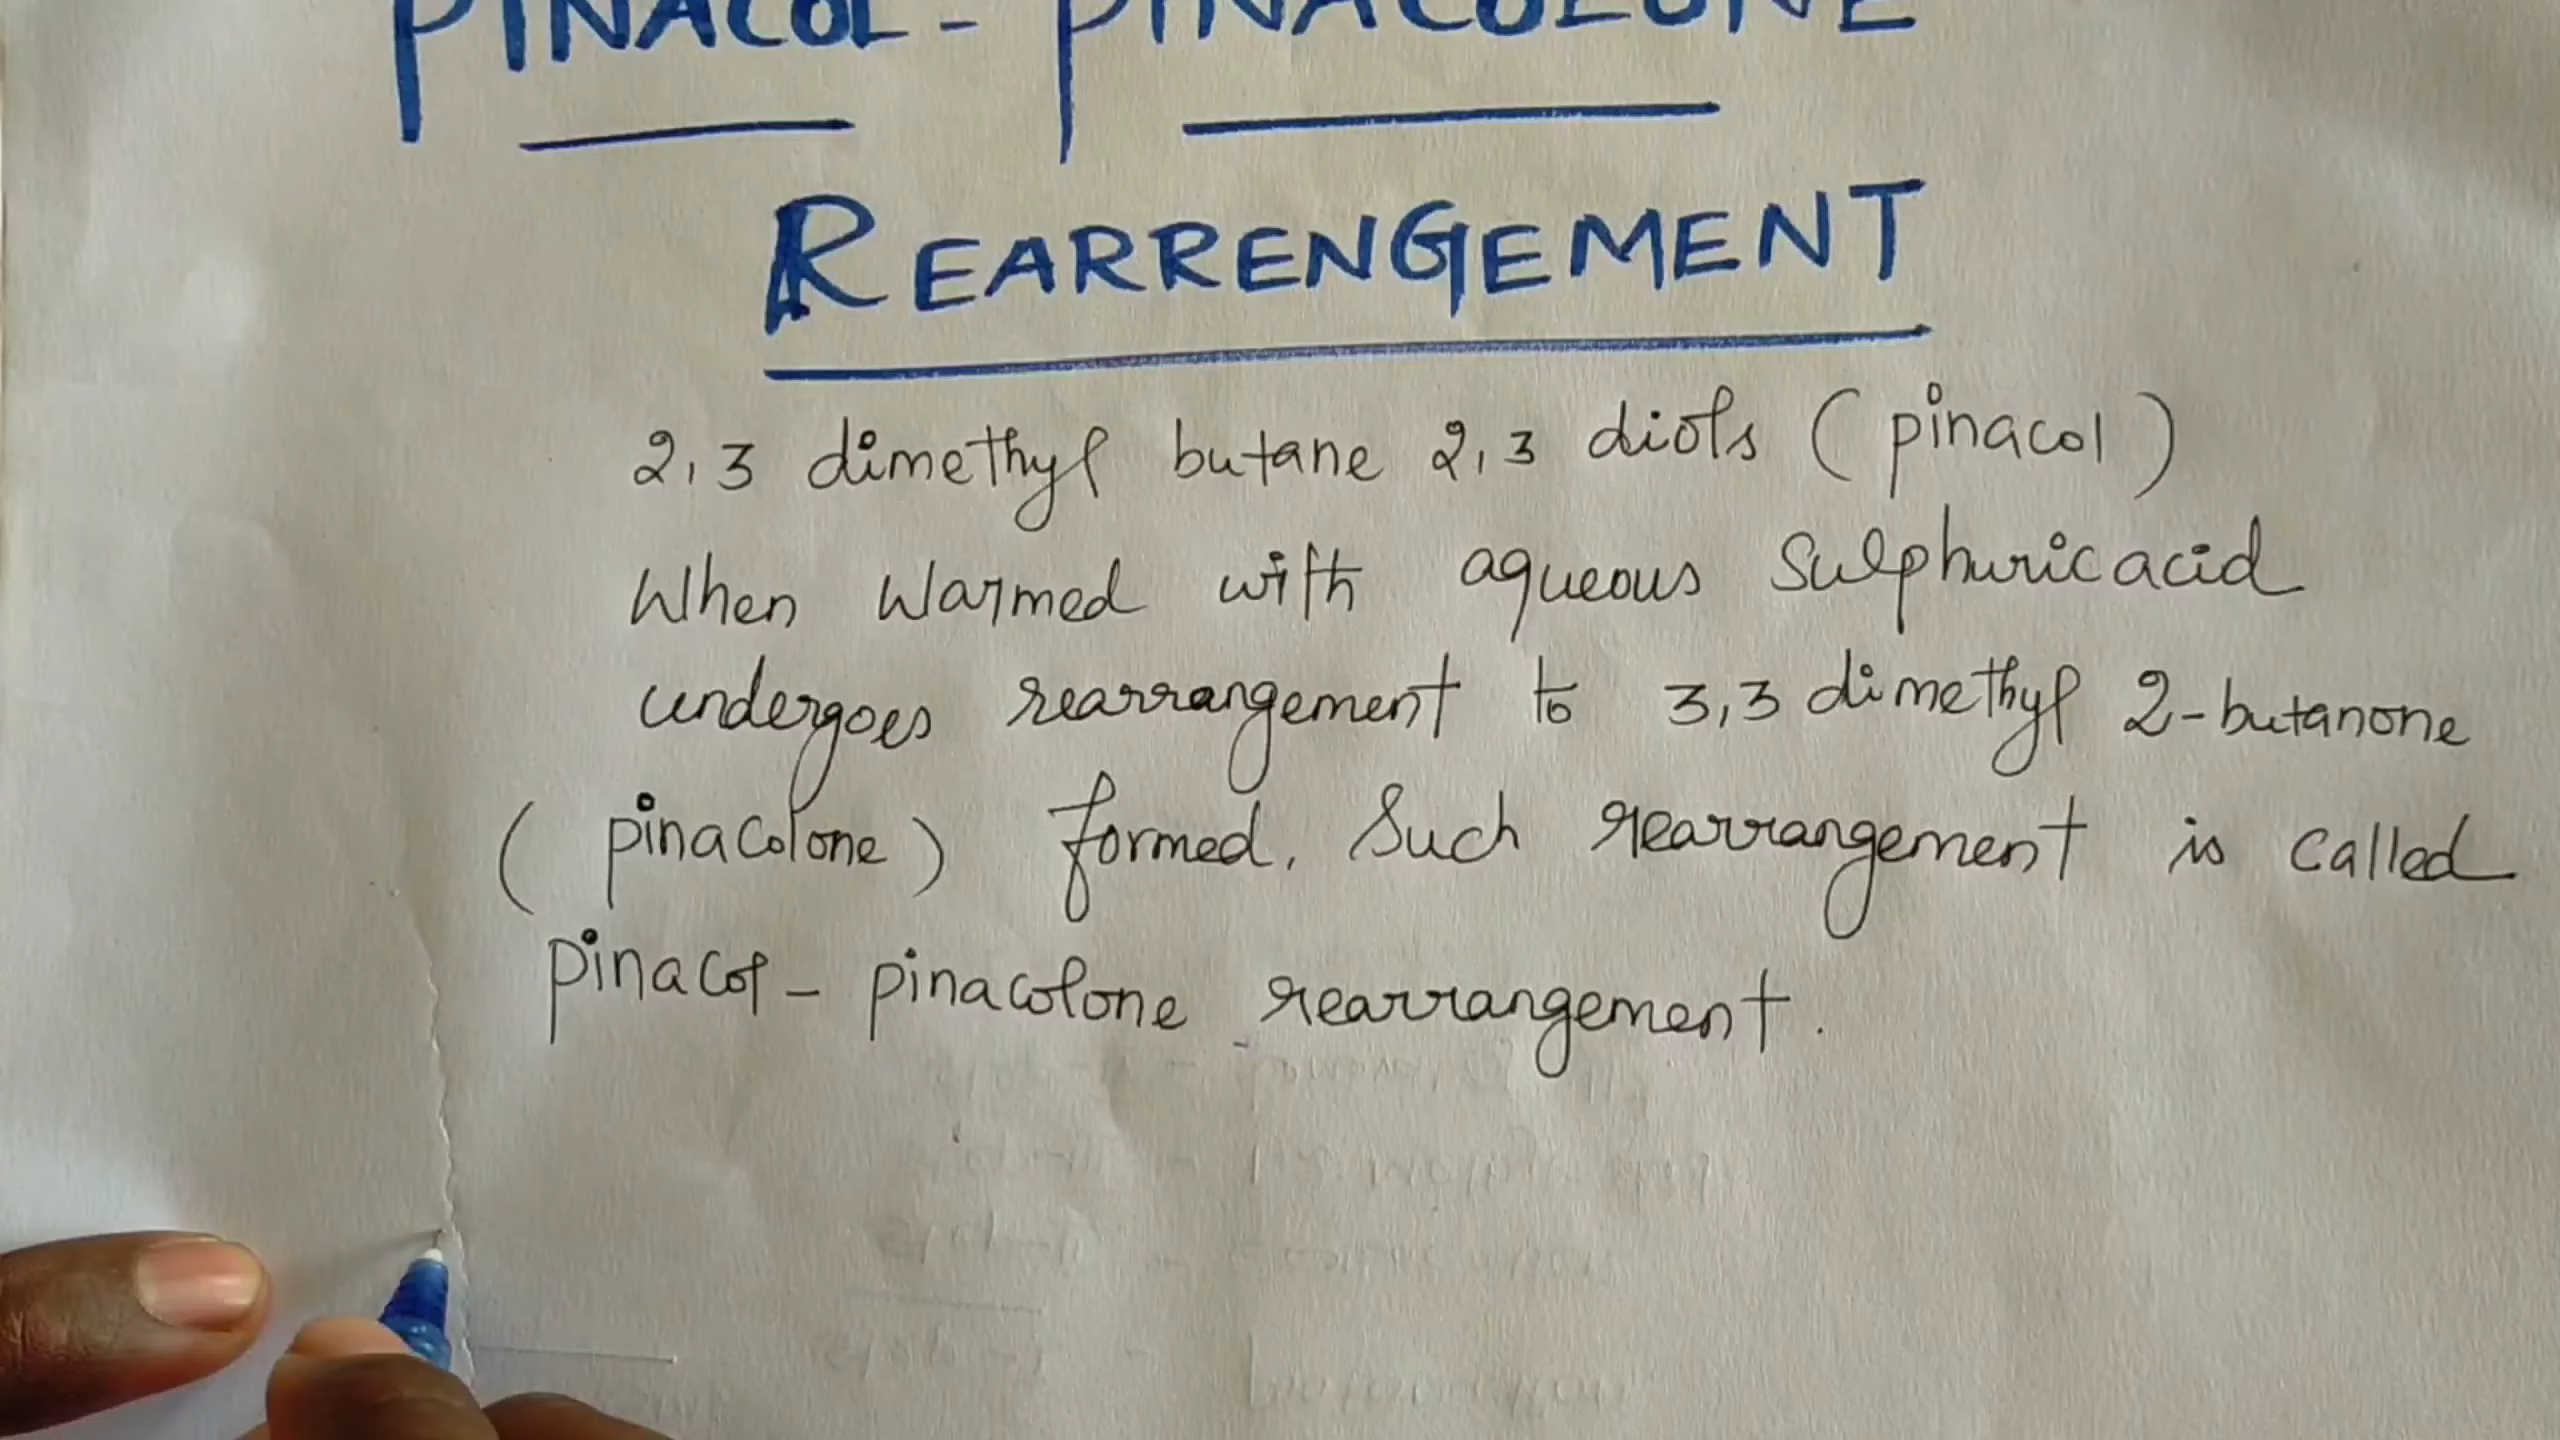 PINACOL - PINACOLONE
REARRENGEMENT
2,3 dimethyl butane 2,3 diols (pinacol)
When warmed with aqueous sulphuric acid
undergoes rearrangement to 3,3 dimethyl 2-butanone
(pinacolone) formed. Such rearrangement is called
pinacol - pinacolone rearrangement.